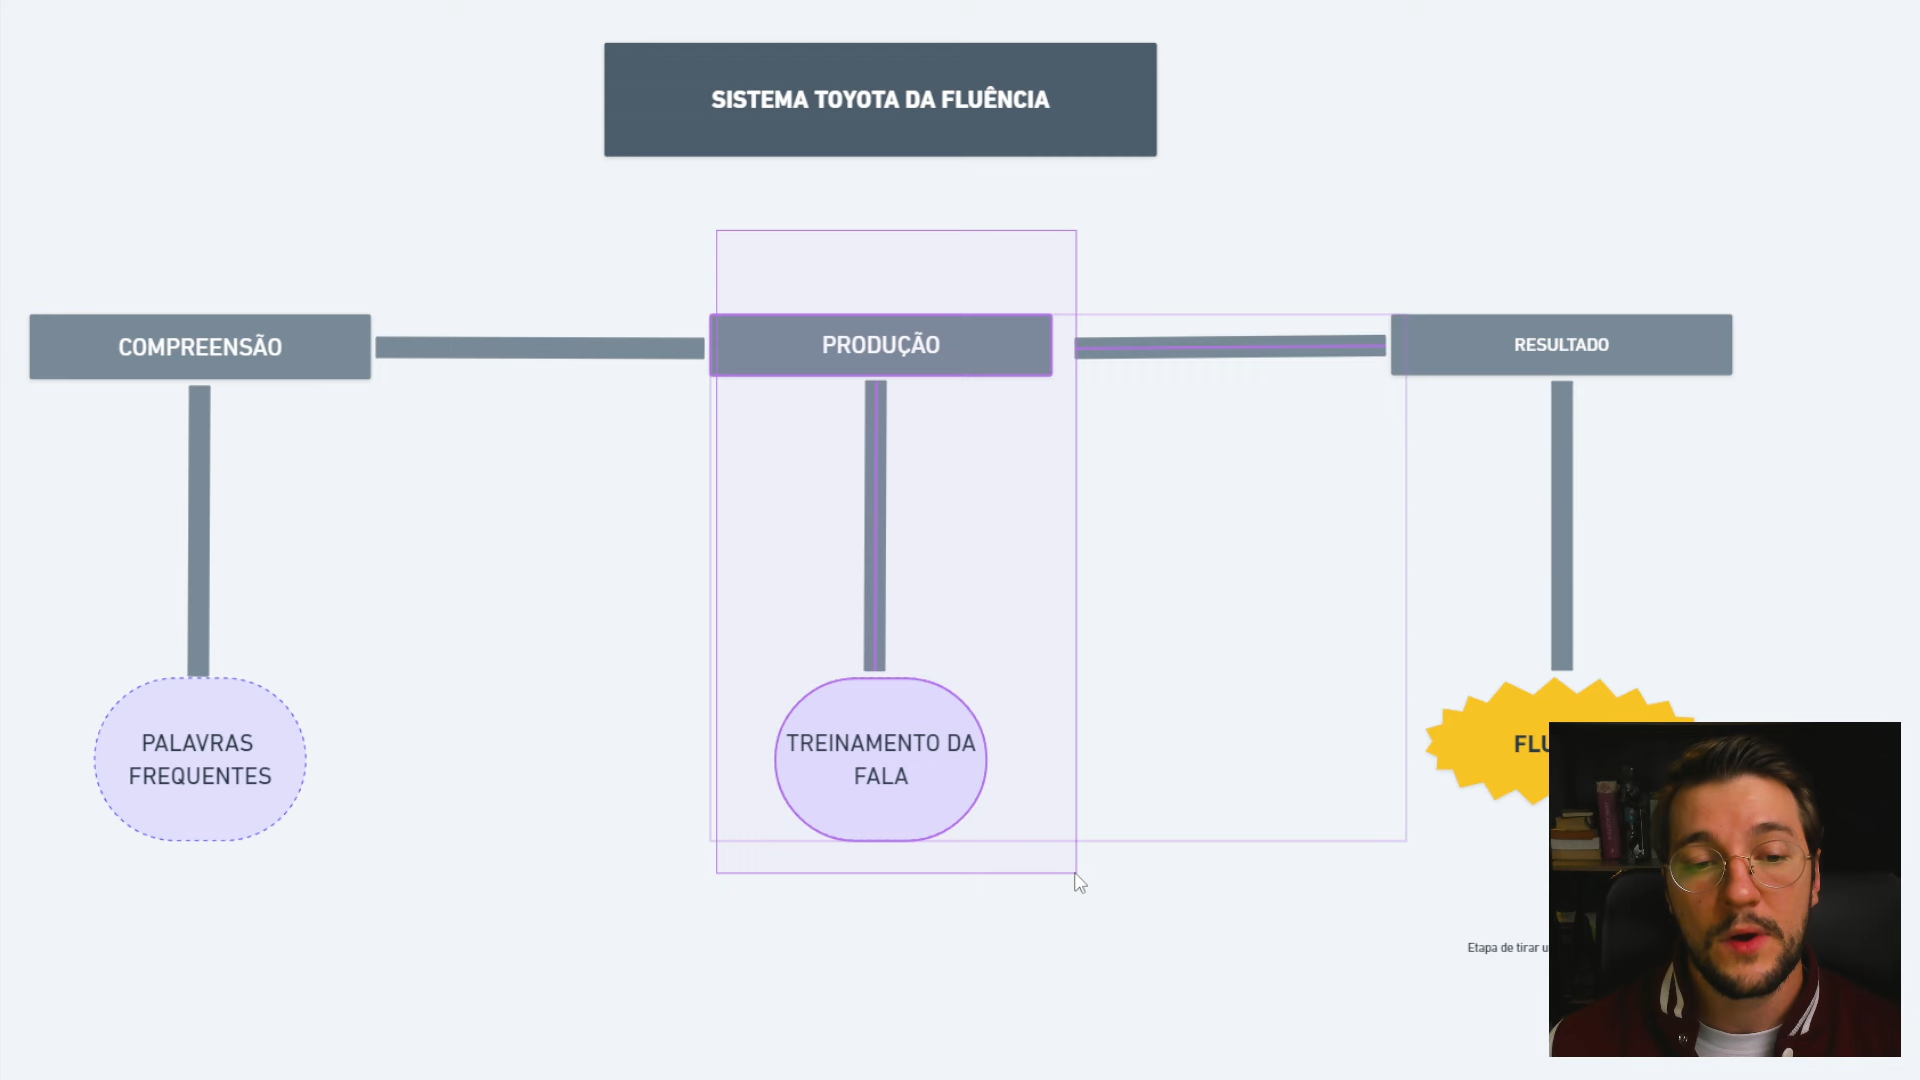 SISTEMA TOYOTA DA FLUÊNCIA
COMPREENSÃO
PRODUÇÃO
RESULTADO
PALAVRAS
FREQUENTES
TREINAMENTO DA
FALA
Etapa de tirar